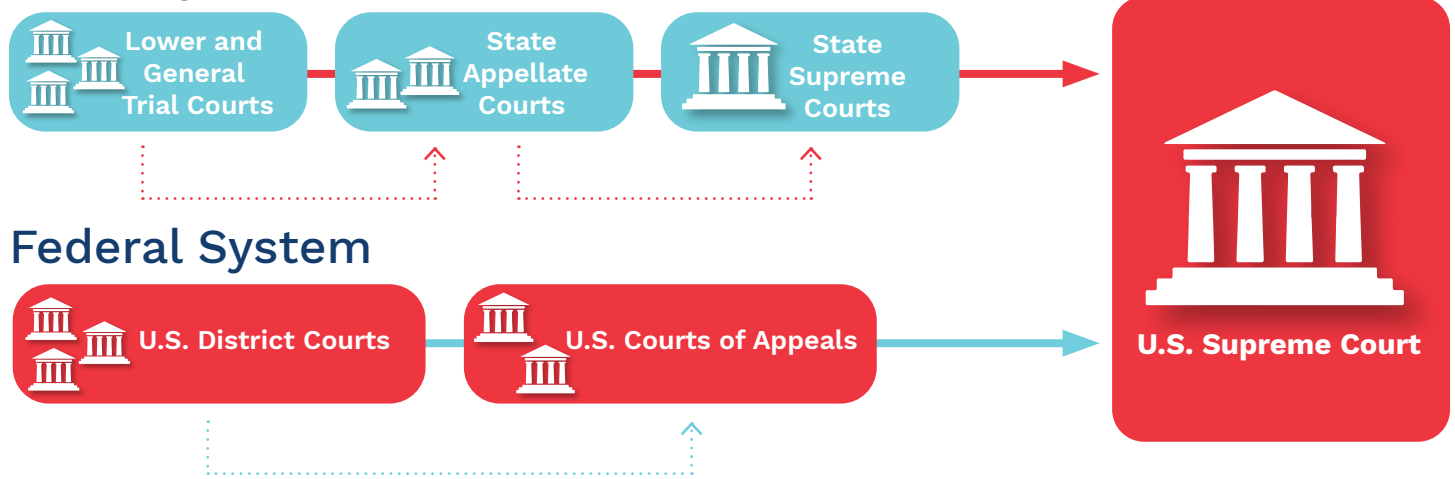 Lower and
General
Trial Courts
State
Appellate
Courts
State
Supreme
Courts
Federal System
U.S. District Courts
U.S. Courts of Appeals
U.S. Supreme Court